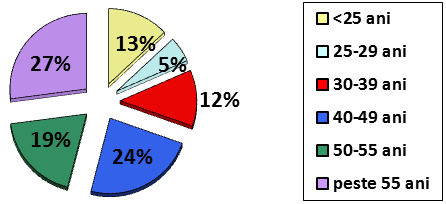 13%
5%
12%
24%
19%
27%
<25 ani
25-29 ani
30-39 ani
40-49 ani
50-55 ani
peste 55 ani